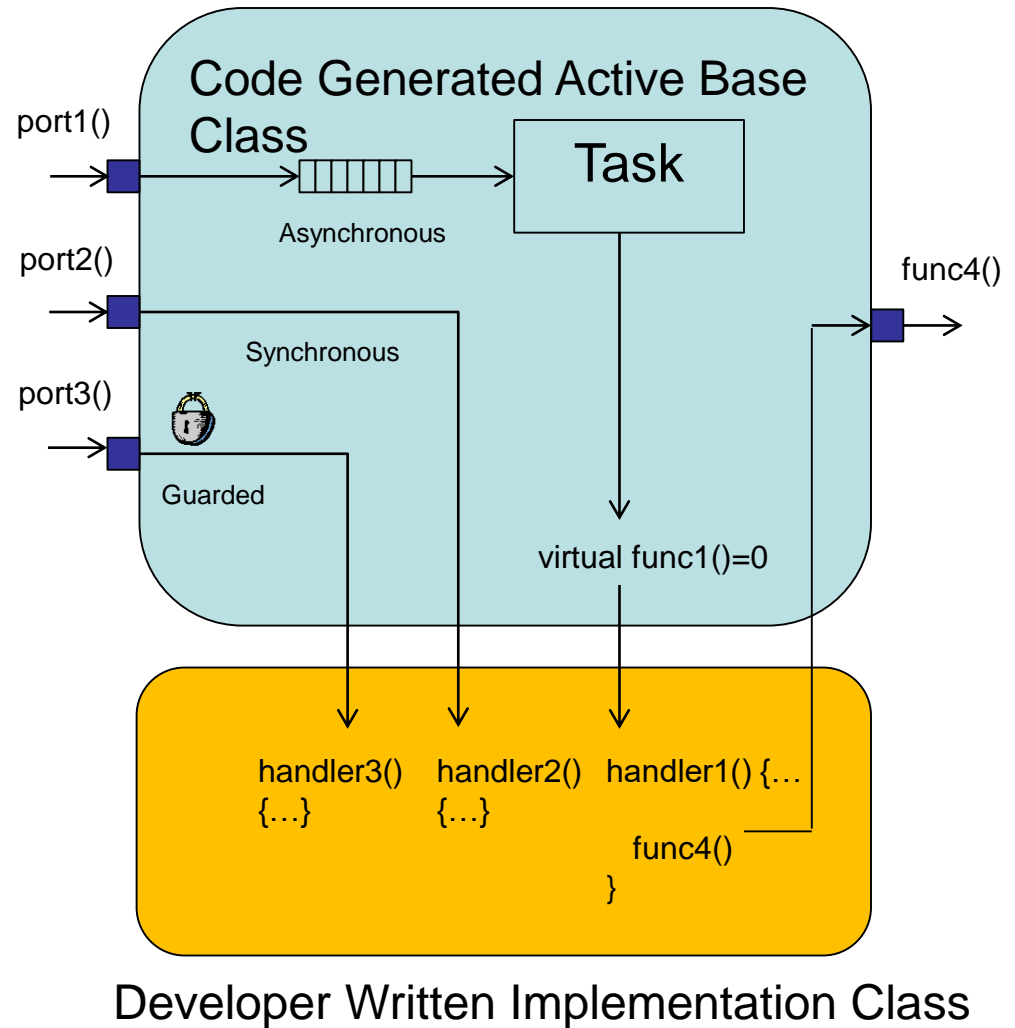 Code Generated Active Base
Class
port1()
Task
Asynchronous
port2()
func4()
Synchronous
port3()
Guarded
virtual func1()=0
handler3()
{…}
handler2()
{…}
handler1() {…
func4()
}
Developer Written Implementation Class